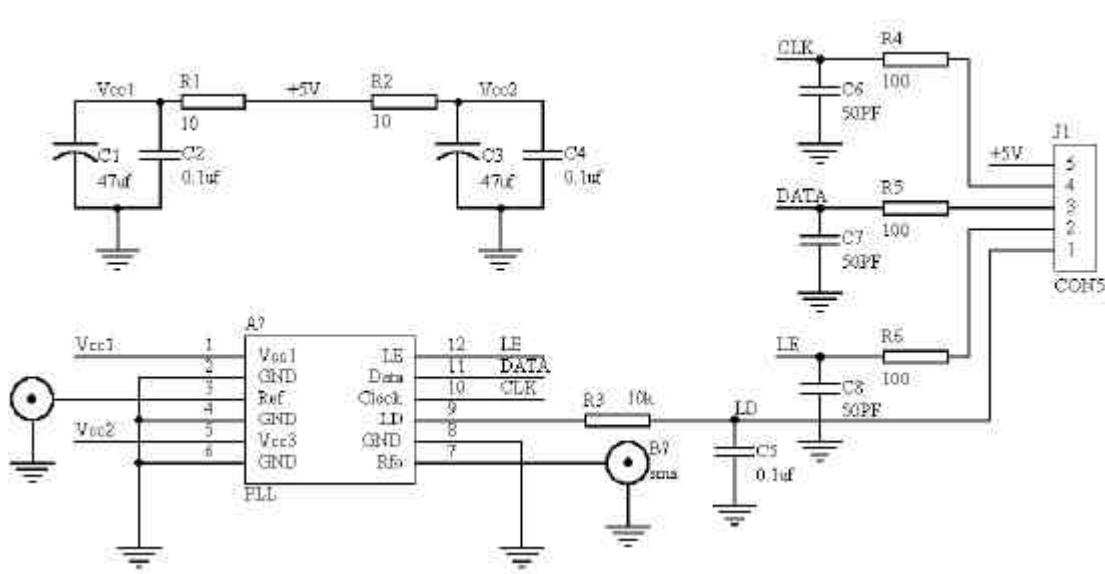 CLK
R4
100
C6
50PF
Vcc1
R1
+5V
R2
Vcc2
10
10
C1
47uf
C2
0.1uf
C3
47uf
C4
0.1uf
J1
+5V
5
4
3
2
1
CON5
DATA
R5
100
C7
50PF
LE
R6
100
C8
50PF
A?
Vcc1
1
Vcc1
LE
12
LE
2
GND
Data
11
DATA
3
Ref
Clock
10
CLK
4
GND
LD
9
R3
10k
LD
Vcc2
5
Vcc3
GND
8
6
GND
Rfo
7
PLL
B?
sma
C5
0.1uf